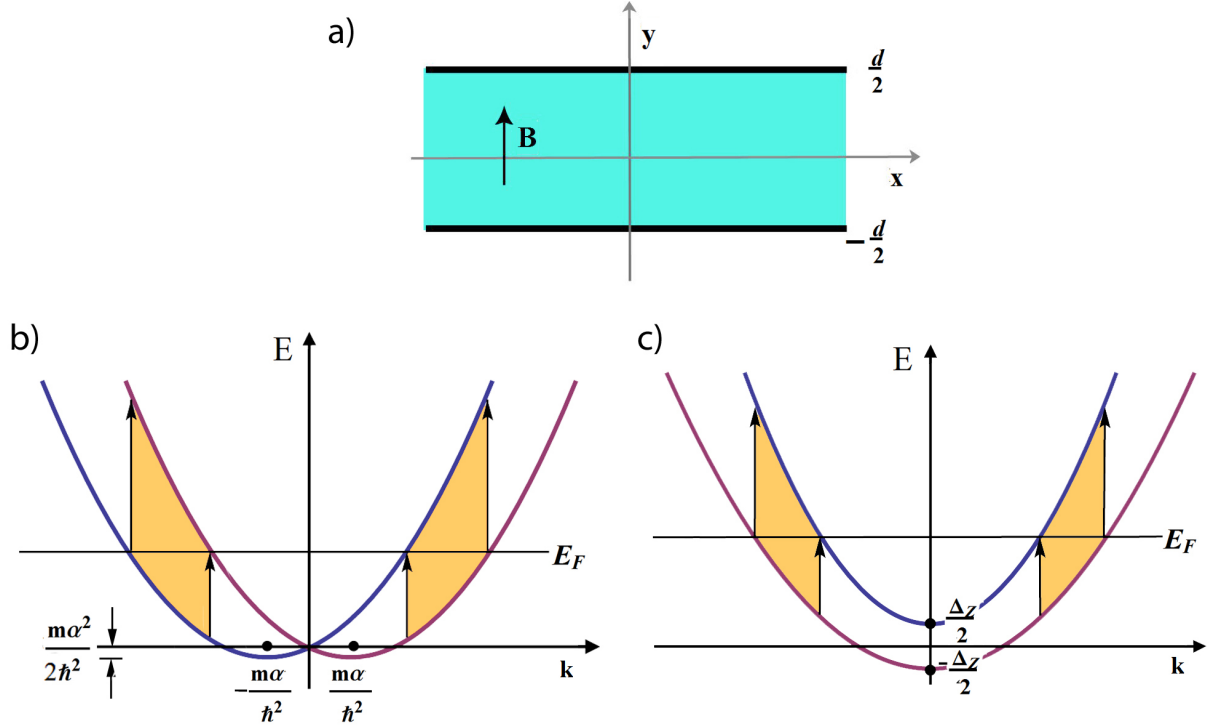 a)
y
d/2
B
x
−d/2
b)
E
E_F
mα²/2ħ²
k
−mα/ħ²
mα/ħ²
c)
E
E_F
Δ_Z/2
k
-Δ_Z/2